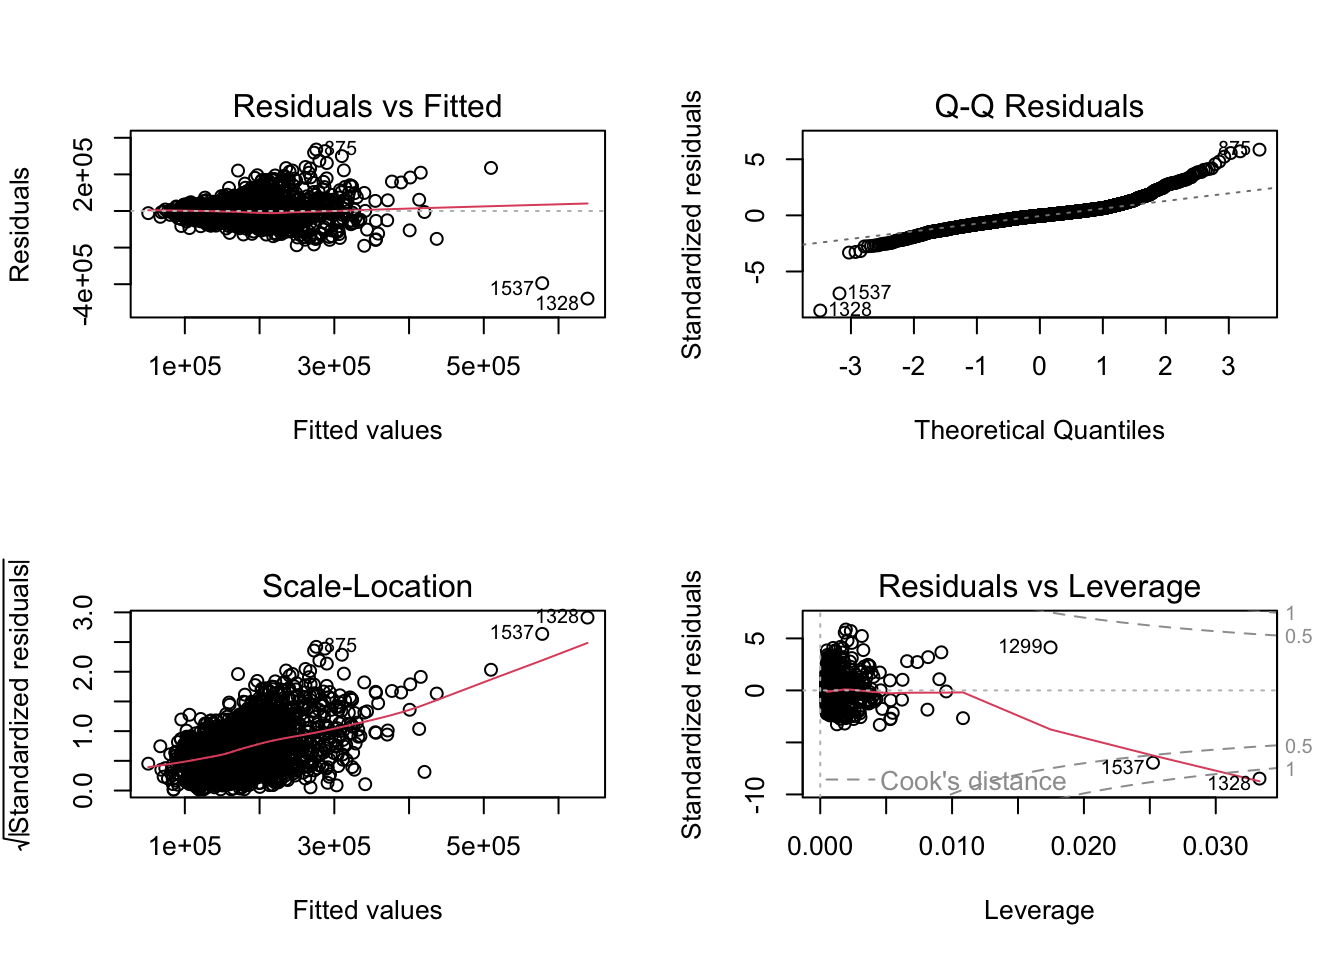 Residuals vs Fitted
Residuals
-4e+05
2e+05
875
1537
1328
1e+05
3e+05
5e+05
Fitted values
Q-Q Residuals
Standardized residuals
-5
0
5
875
1537
1328
-3
-2
-1
0
1
2
3
Theoretical Quantiles
Scale-Location
√|Standardized residuals|
0.0
1.0
2.0
3.0
1328
1537
875
1e+05
3e+05
5e+05
Fitted values
Residuals vs Leverage
Standardized residuals
-10
0
5
1
0.5
0.5
1
1299
1537
1328
Cook's distance
0.000
0.010
0.020
0.030
Leverage